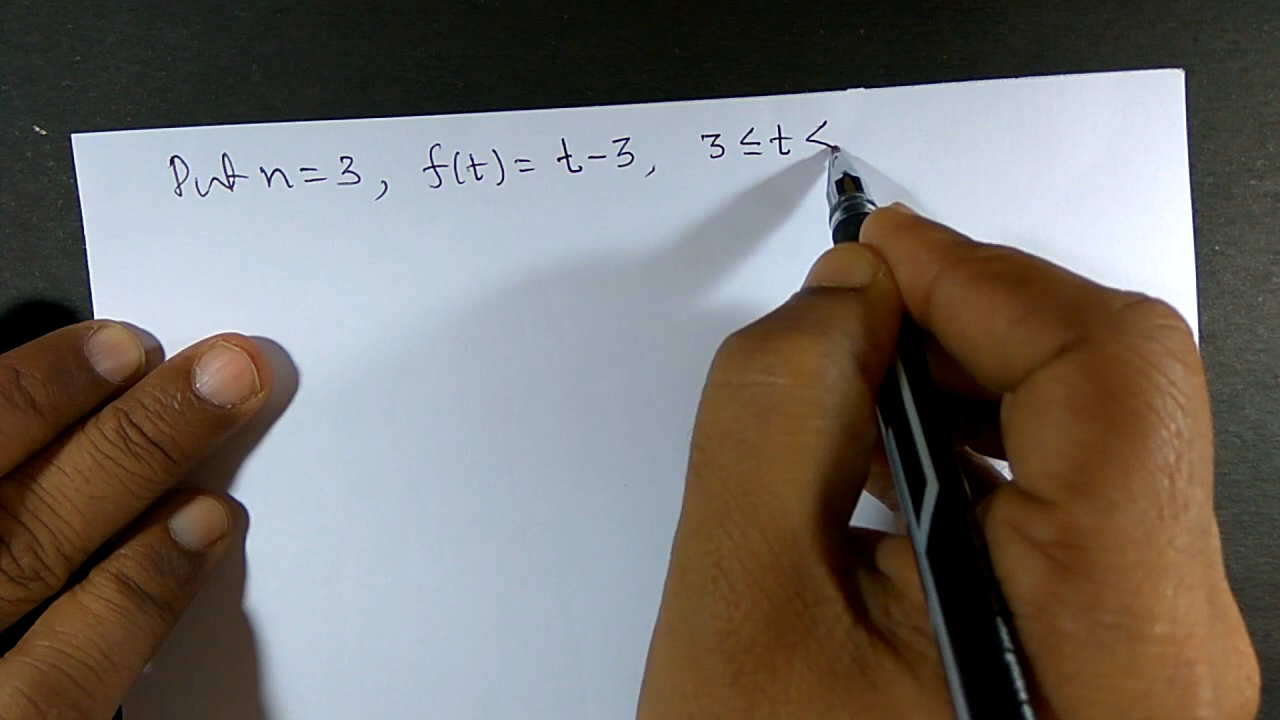 Put n = 3, f(t) = t - 3, 3 ≤ t <